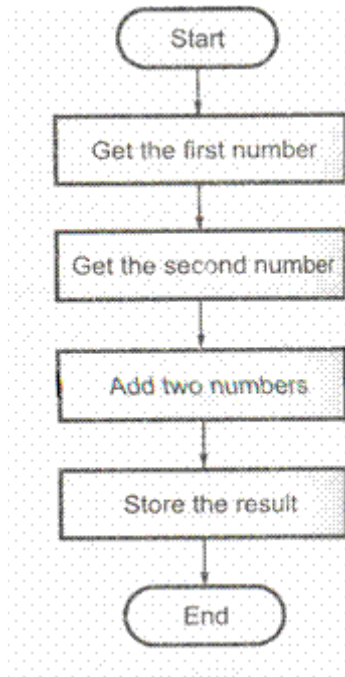 Start
Get the first number
Get the second number
Add two numbers
Store the result
End